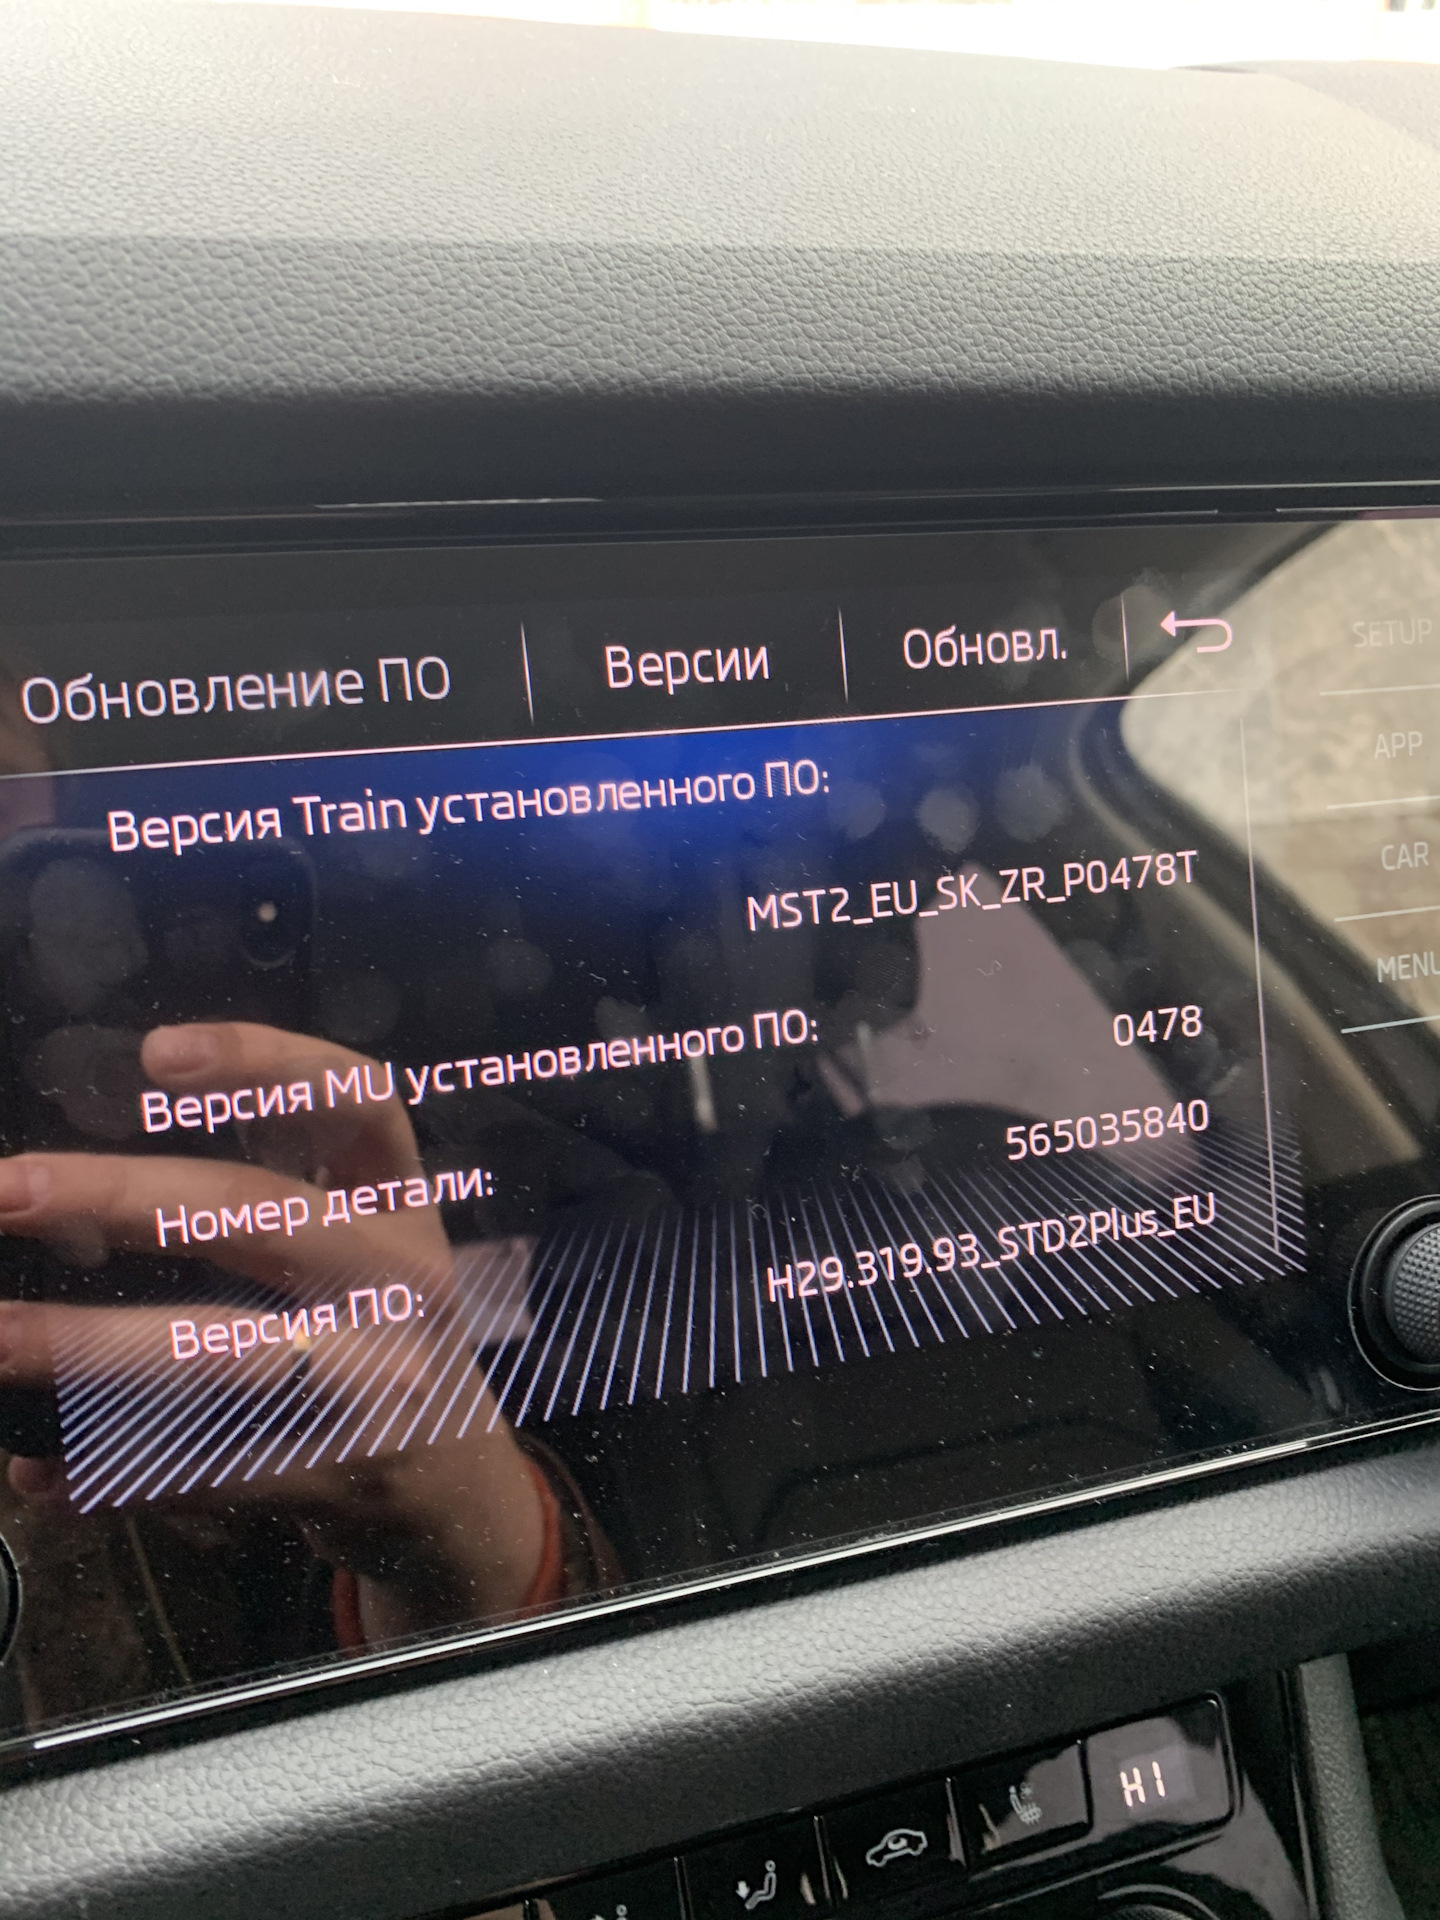 Обновление ПО
Версии
Обновл.
SETUP
APP
CAR
MENU
Версия Train установленного ПО:
MST2_EU_SK_ZR_P0478T
Версия MU установленного ПО:
0478
Номер детали:
565035840
Версия ПО:
H29.319.93_STD2Plus_EU
HI